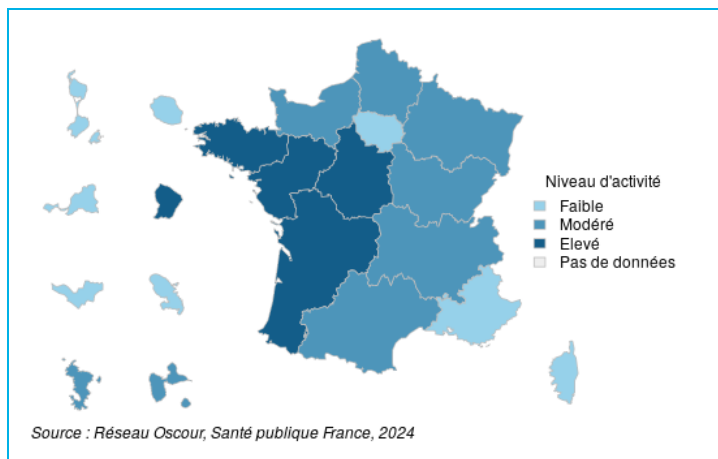 Niveau d'activité
Faible
Modéré
Elevé
Pas de données
Source : Réseau Oscour, Santé publique France, 2024